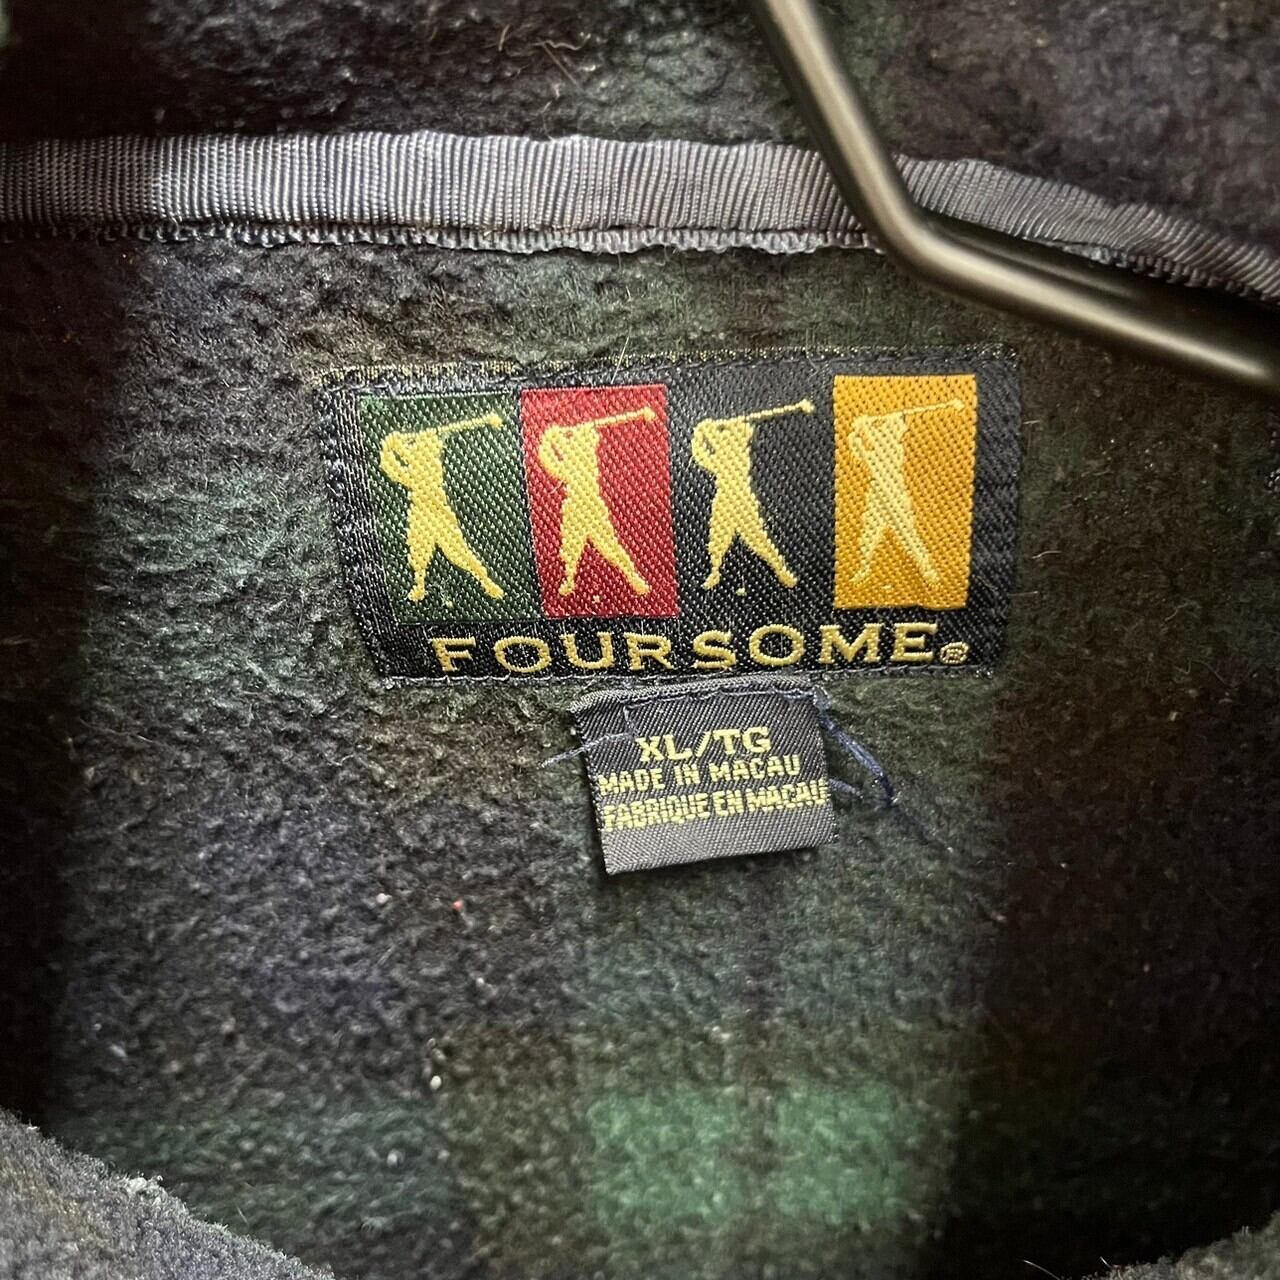 FOURSOME®
XL/TG
MADE IN MACAU
FABRIQUE EN MACAU